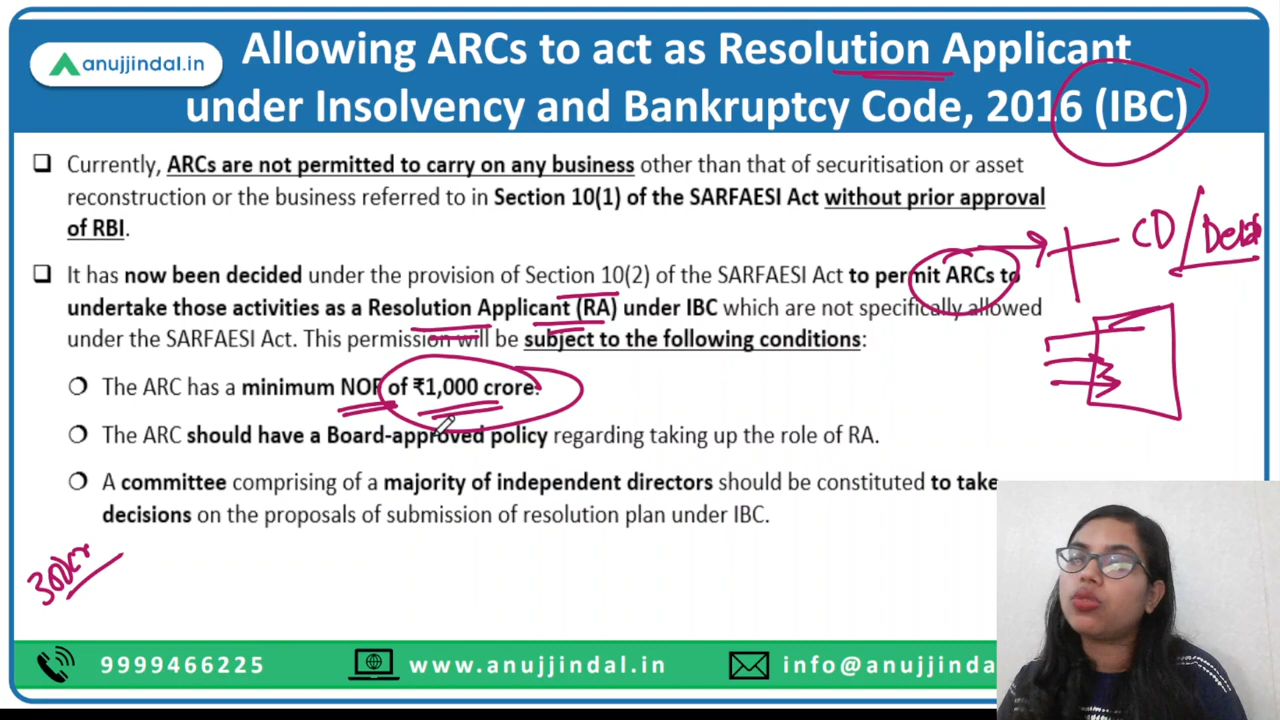 anujjindal.in
Allowing ARCs to act as Resolution Applicant
under Insolvency and Bankruptcy Code, 2016 (IBC)
❑ Currently, ARCs are not permitted to carry on any business other than that of securitisation or asset
reconstruction or the business referred to in Section 10(1) of the SARFAESI Act without prior approval
of RBI.
❑ It has now been decided under the provision of Section 10(2) of the SARFAESI Act to permit ARCs to
undertake those activities as a Resolution Applicant (RA) under IBC which are not specifically allowed
under the SARFAESI Act. This permission will be subject to the following conditions:
CD/Debt
❍ The ARC has a minimum NOF of ₹1,000 crore.
❍ The ARC should have a Board-approved policy regarding taking up the role of RA.
❍ A committee comprising of a majority of independent directors should be constituted to take
decisions on the proposals of submission of resolution plan under IBC.
300cr
9999466225
www.anujjindal.in
info@anujjinda